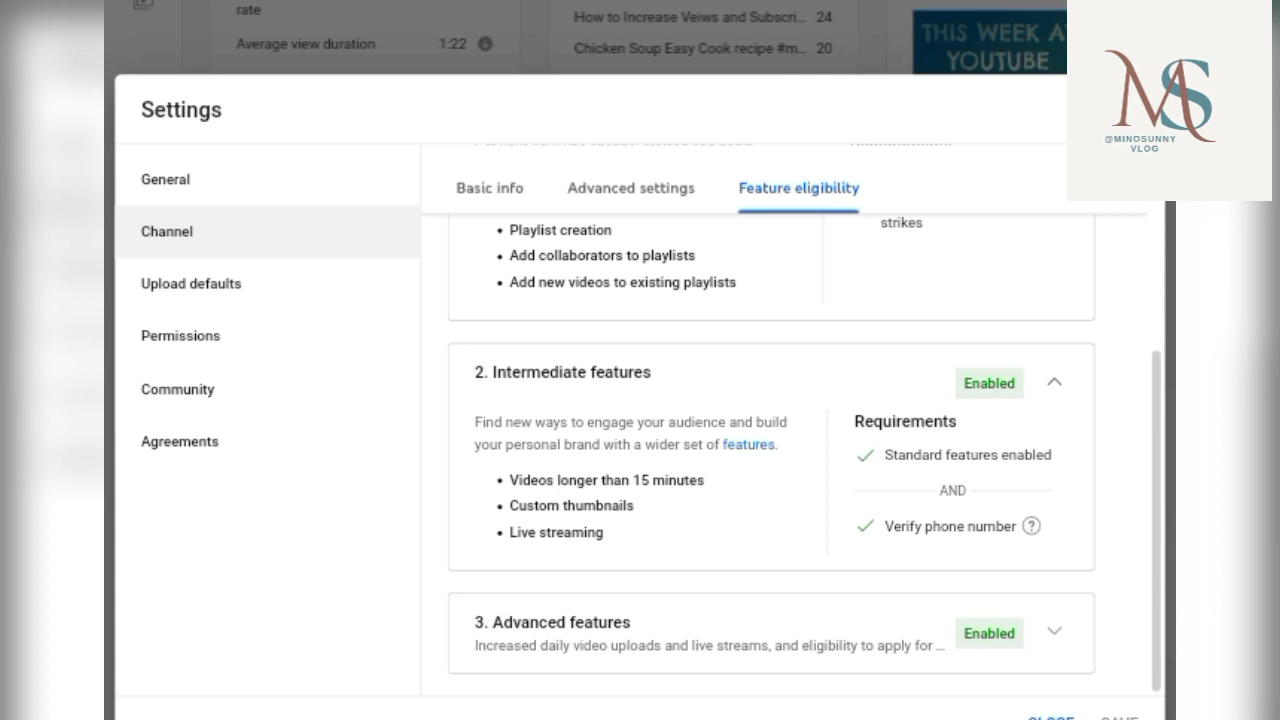 rate
Average view duration 1:22
How to Increase Veiws and Subscri... 24
Chicken Soup Easy Cook recipe #m... 20
THIS WEEK A
YOUTUBE
MS
@MINOSUNNY
VLOG
Settings
General
Channel
Upload defaults
Permissions
Community
Agreements
Basic info Advanced settings Feature eligibility
• Playlist creation
• Add collaborators to playlists
• Add new videos to existing playlists
strikes
2. Intermediate features
Enabled
Find new ways to engage your audience and build
your personal brand with a wider set of features.
• Videos longer than 15 minutes
• Custom thumbnails
• Live streaming
Requirements
Standard features enabled
AND
Verify phone number ?
3. Advanced features
Increased daily video uploads and live streams, and eligibility to apply for ...
Enabled
CLOSE SAVE